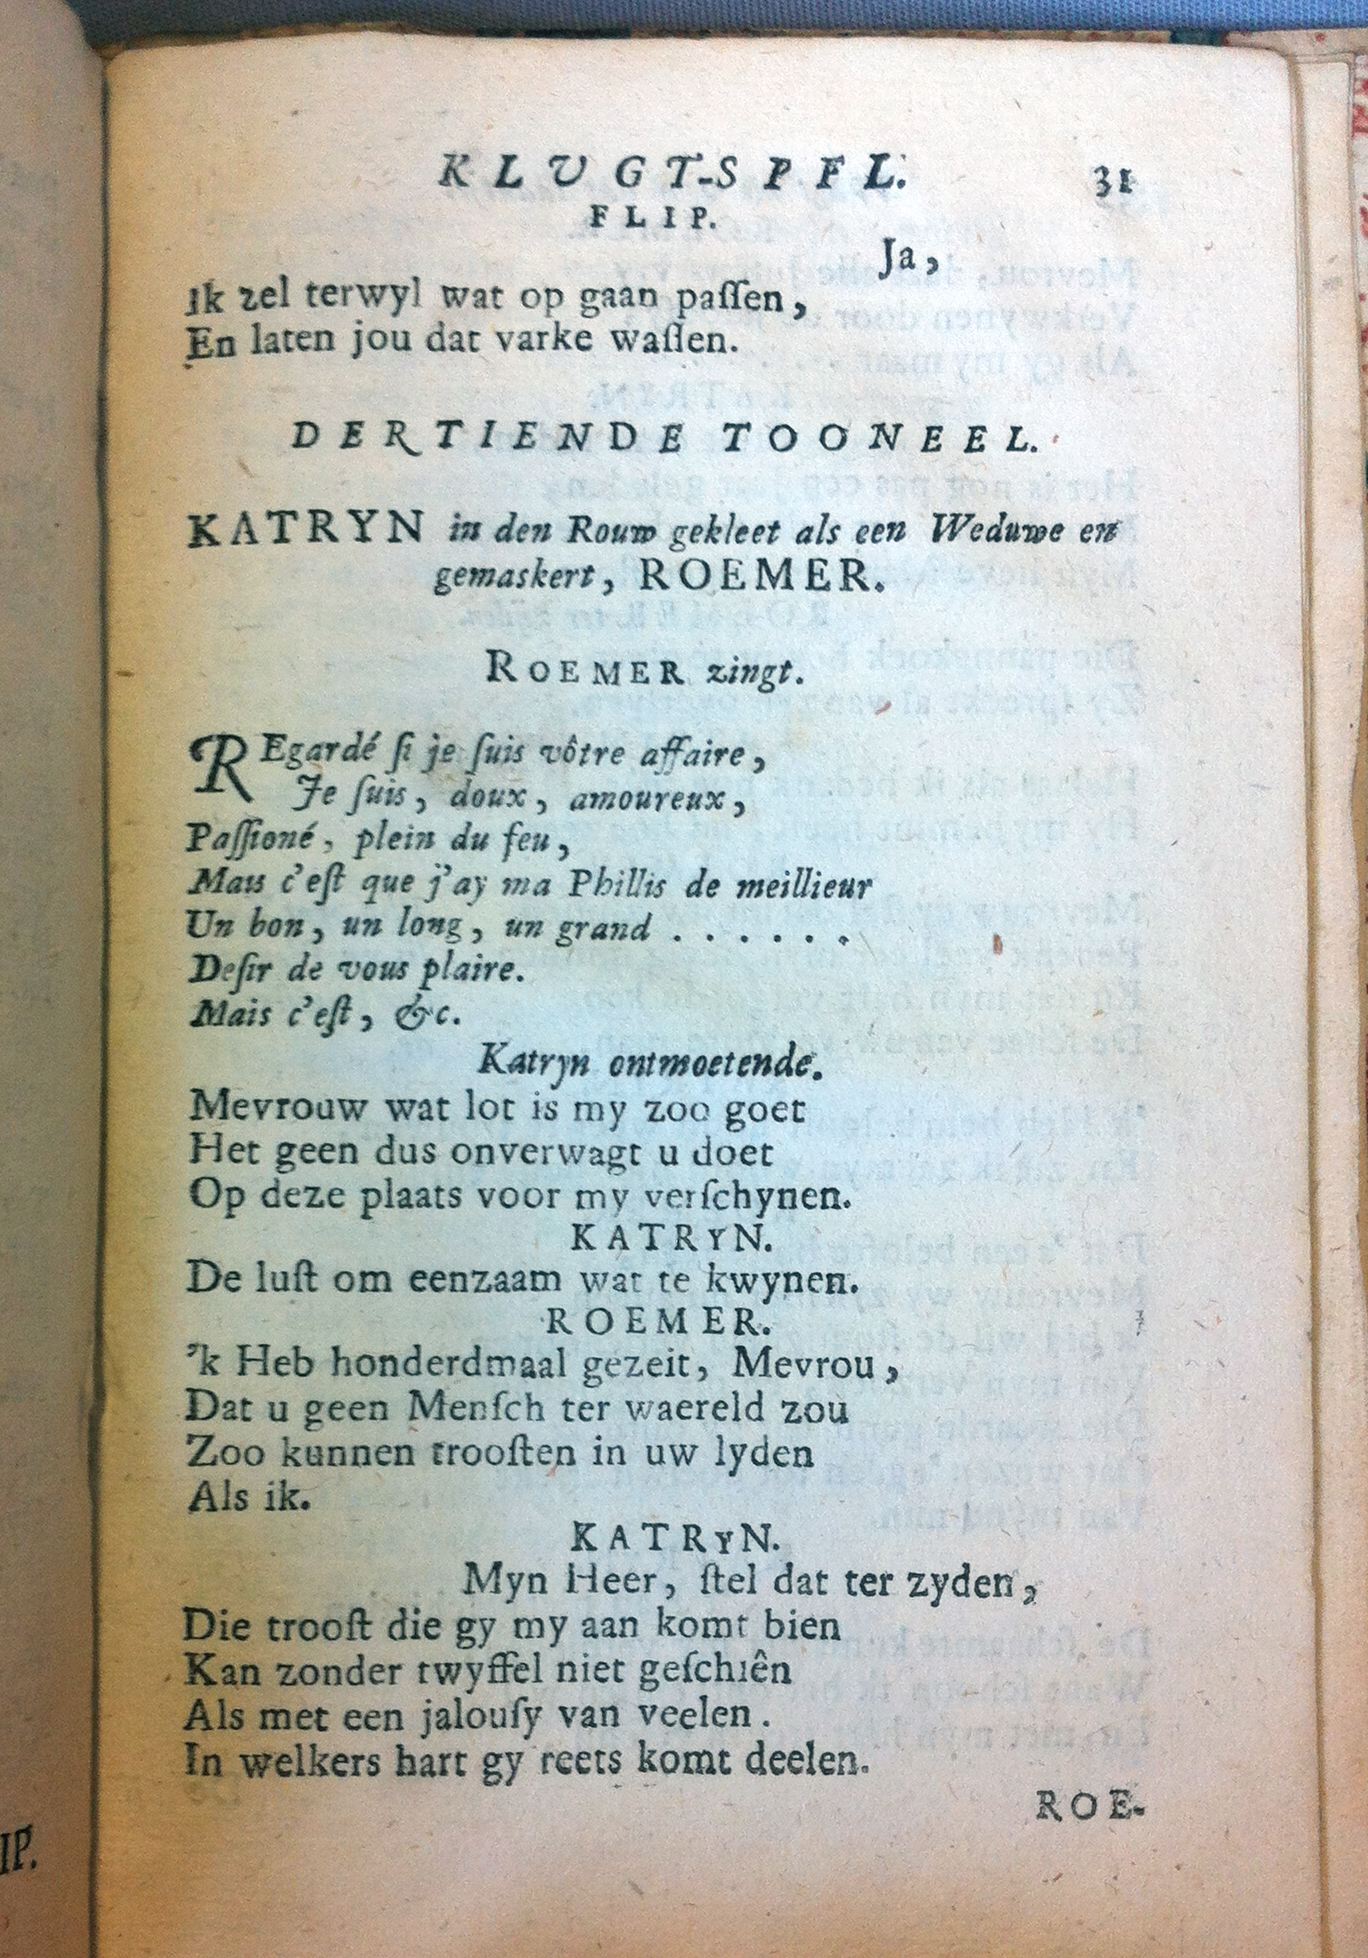 KLUGT-SPEL. 31
FLIP.
Ja,
Ik zel terwyl wat op gaan paſſen,
En laten jou dat varke waſſen.
DERTIENDE TOONEEL.
KATRYN in den Rouw gekleet als een Weduwe en
gemaskert, ROEMER.
ROEMER zingt.
REgardé ſi je ſuis vôtre affaire,
Je ſuis, doux, amoureux,
Paſſioné, plein du feu,
Mais c'eſt que j'ay ma Phillis de meillieur
Un bon, un long, un grand . . . . . .
Deſir de vous plaire.
Mais c'eſt, &c.
Katryn ontmoetende.
Mevrouw wat lot is my zoo goet
Het geen dus onverwagt u doet
Op deze plaats voor my verſchynen.
KATRYN.
De luſt om eenzaam wat te kwynen.
ROEMER.
'k Heb honderdmaal gezeit, Mevrou,
Dat u geen Menſch ter waereld zou
Zoo kunnen trooſten in uw lyden
Als ik.
KATRYN.
Myn Heer, ſtel dat ter zyden,
Die trooſt die gy my aan komt bien
Kan zonder twyffel niet geſchiên
Als met een jalouſy van veelen.
In welkers hart gy reets komt deelen.
ROE-
IP.